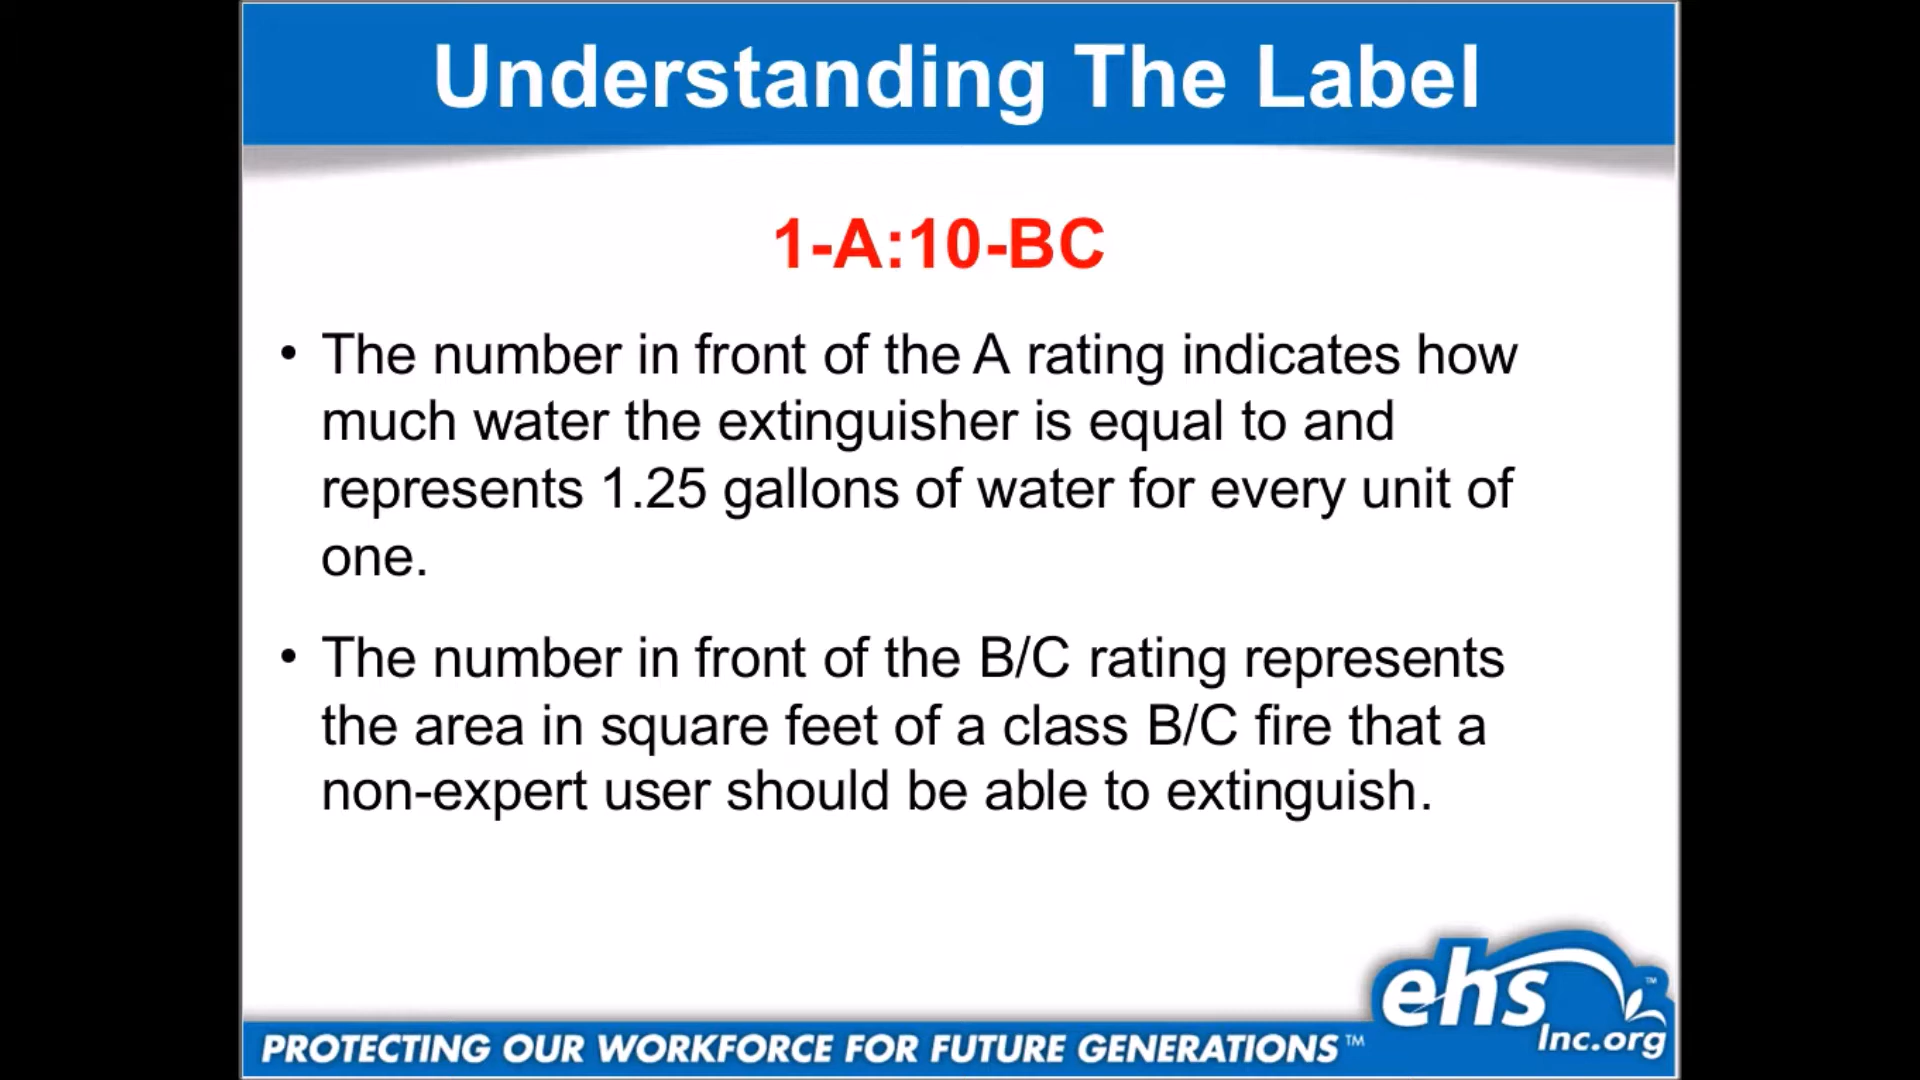 Understanding The Label
1-A:10-BC
• The number in front of the A rating indicates how
much water the extinguisher is equal to and
represents 1.25 gallons of water for every unit of
one.
• The number in front of the B/C rating represents
the area in square feet of a class B/C fire that a
non-expert user should be able to extinguish.
ehs™
Inc.org
PROTECTING OUR WORKFORCE FOR FUTURE GENERATIONS™